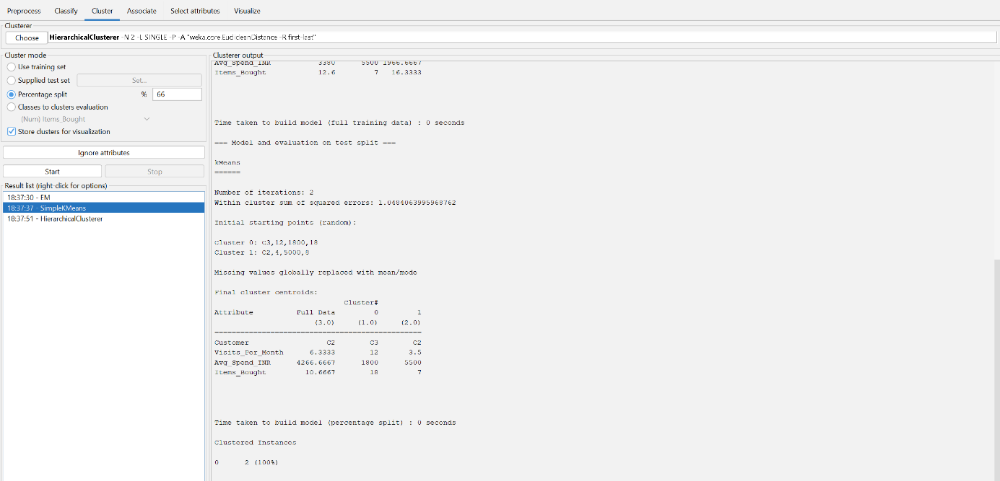 Preprocess Classify Cluster Associate Select attributes Visualize
Clusterer
Choose HierarchicalClusterer -N 2 -L SINGLE -P -A "weka.core.EuclideanDistance -R first-last"
Cluster mode
Use training set
Supplied test set Set...
Percentage split % 66
Classes to clusters evaluation
(Num) Items_Bought
Store clusters for visualization
Ignore attributes
Start Stop
Result list (right-click for options)
18:37:30 - EM
18:37:37 - SimpleKMeans
18:37:51 - HierarchicalClusterer
Clusterer output
Avg_Spend_INR 3380 5500 1966.6667
Items_Bought 12.6 7 16.3333
Time taken to build model (full training data) : 0 seconds
=== Model and evaluation on test split ===
kMeans
======
Number of iterations: 2
Within cluster sum of squared errors: 1.0484063995968762
Initial starting points (random):
Cluster 0: C3,12,1800,18
Cluster 1: C2,4,5000,8
Missing values globally replaced with mean/mode
Final cluster centroids:
Cluster#
Attribute Full Data 0 1
(3.0) (1.0) (2.0)
================================================
Customer C2 C3 C2
Visits_Per_Month 6.3333 12 3.5
Avg_Spend_INR 4266.6667 1800 5500
Items_Bought 10.6667 18 7
Time taken to build model (percentage split) : 0 seconds
Clustered Instances
0 2 (100%)